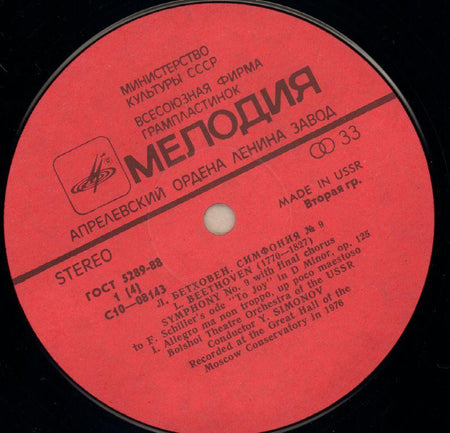 МИНИСТЕРСТВО
КУЛЬТУРЫ СССР
ВСЕСОЮЗНАЯ ФИРМА
ГРАМПЛАСТИНОК
МЕЛОДИЯ
АПРЕЛЕВСКИЙ ОРДЕНА ЛЕНИНА ЗАВОД
33
MADE IN USSR
Вторая гр.
STEREO
ГОСТ 5289-88
1 (4)
С10—08143
Л. БЕТХОВЕН. СИМФОНИЯ № 9
L. BEETHOVEN (1770—1827)
SYMPHONY No. 9 with final chorus
to F. Schiller's ode "To Joy" in D Minor, op. 125
I. Allegro ma non troppo, un poco maestoso
Bolshoi Theatre Orchestra of the USSR
Conductor Y. SIMONOV
Recorded at the Great Hall of the
Moscow Conservatory in 1976